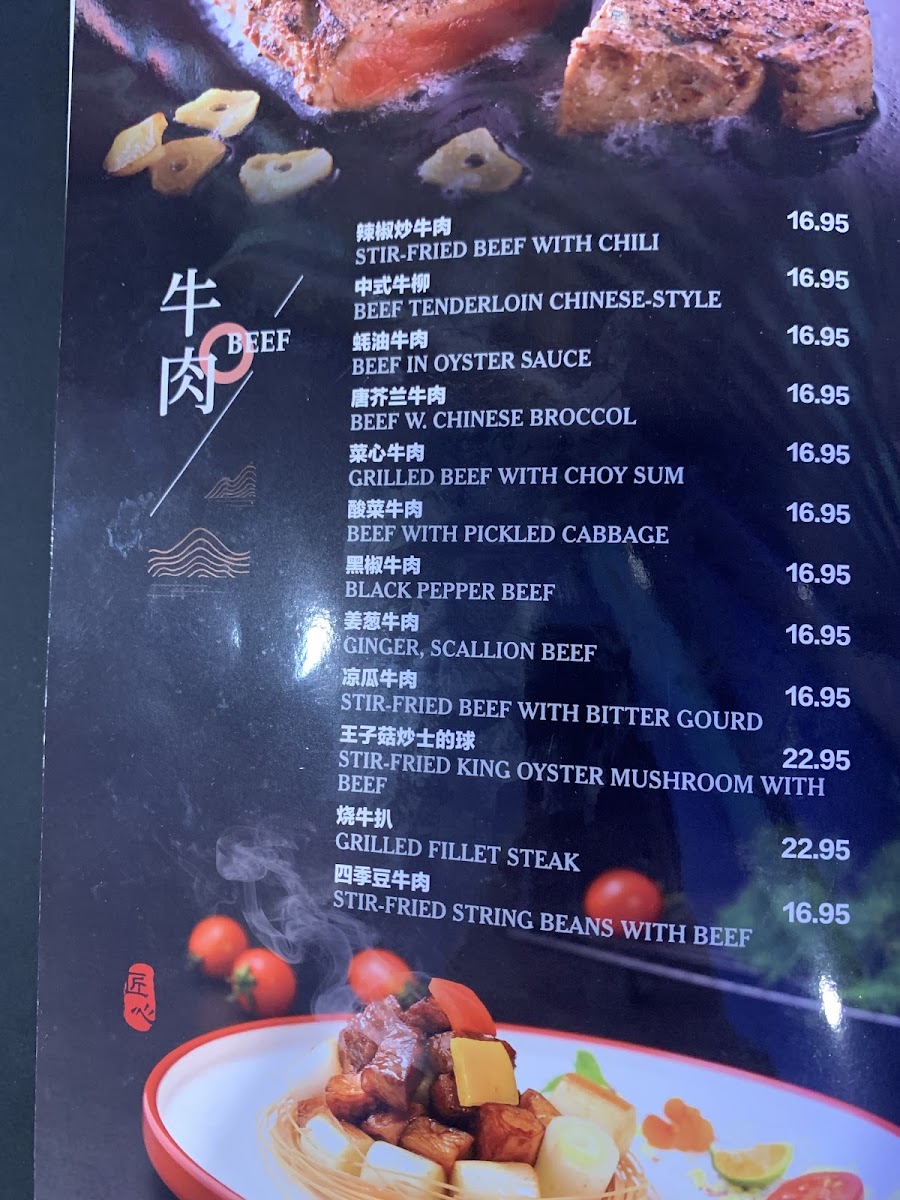 牛肉
BEEF
辣椒炒牛肉 16.95
STIR-FRIED BEEF WITH CHILI
中式牛柳 16.95
BEEF TENDERLOIN CHINESE-STYLE
蚝油牛肉 16.95
BEEF IN OYSTER SAUCE
唐芥兰牛肉 16.95
BEEF W. CHINESE BROCCOL
菜心牛肉 16.95
GRILLED BEEF WITH CHOY SUM
酸菜牛肉 16.95
BEEF WITH PICKLED CABBAGE
黑椒牛肉 16.95
BLACK PEPPER BEEF
姜葱牛肉 16.95
GINGER, SCALLION BEEF
凉瓜牛肉 16.95
STIR-FRIED BEEF WITH BITTER GOURD
王子菇炒士的球 22.95
STIR-FRIED KING OYSTER MUSHROOM WITH
BEEF
烧牛扒 22.95
GRILLED FILLET STEAK
四季豆牛肉 16.95
STIR-FRIED STRING BEANS WITH BEEF
匠心